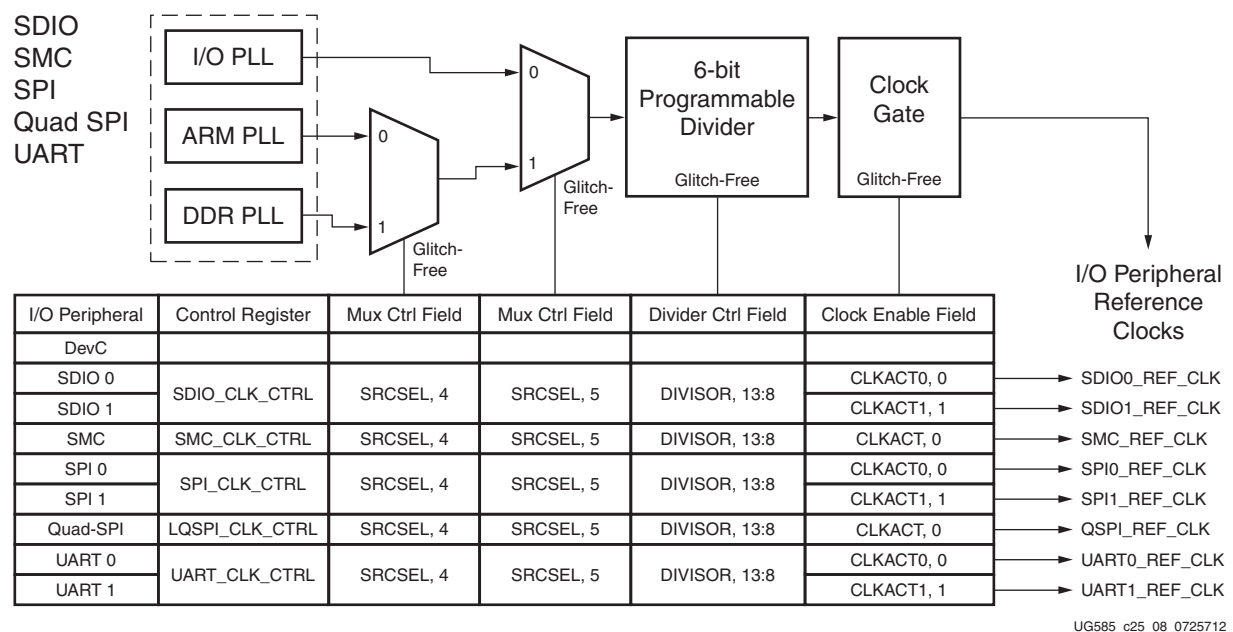 SDIO
SMC
SPI
Quad SPI
UART
I/O PLL
ARM PLL
DDR PLL
0
1
Glitch-
Free
0
1
Glitch-
Free
6-bit
Programmable
Divider
Glitch-Free
Clock
Gate
Glitch-Free
I/O Peripheral
Reference
Clocks
I/O Peripheral Control Register Mux Ctrl Field Mux Ctrl Field Divider Ctrl Field Clock Enable Field
DevC
SDIO 0 SDIO_CLK_CTRL SRCSEL, 4 SRCSEL, 5 DIVISOR, 13:8 CLKACT0, 0 SDIO0_REF_CLK
SDIO 1 CLKACT1, 1 SDIO1_REF_CLK
SMC SMC_CLK_CTRL SRCSEL, 4 SRCSEL, 5 DIVISOR, 13:8 CLKACT, 0 SMC_REF_CLK
SPI 0 SPI_CLK_CTRL SRCSEL, 4 SRCSEL, 5 DIVISOR, 13:8 CLKACT0, 0 SPI0_REF_CLK
SPI 1 CLKACT1, 1 SPI1_REF_CLK
Quad-SPI LQSPI_CLK_CTRL SRCSEL, 4 SRCSEL, 5 DIVISOR, 13:8 CLKACT, 0 QSPI_REF_CLK
UART 0 UART_CLK_CTRL SRCSEL, 4 SRCSEL, 5 DIVISOR, 13:8 CLKACT0, 0 UART0_REF_CLK
UART 1 CLKACT1, 1 UART1_REF_CLK
UG585_c25_08_0725712